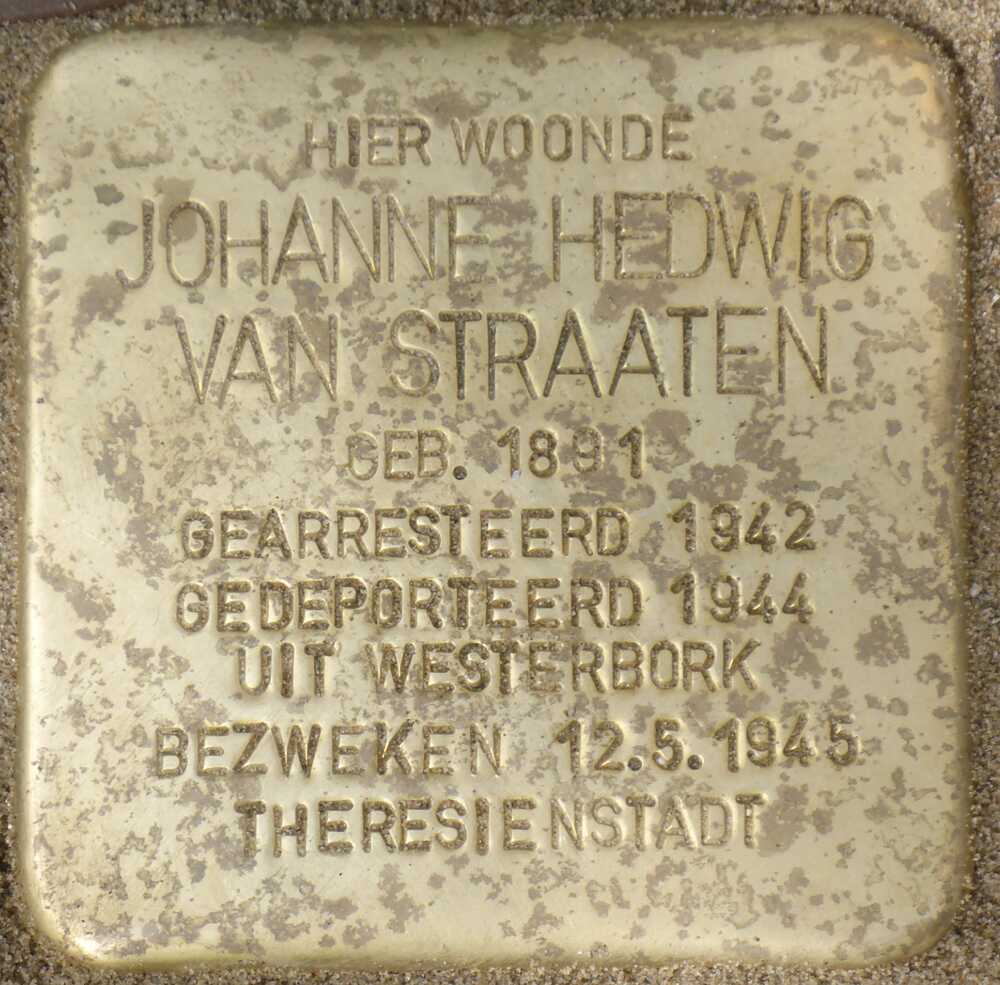 HIER WOONDE
JOHANNE HEDWIG
VAN STRAATEN
GEB. 1891
GEARRESTEERD 1942
GEDEPORTEERD 1944
UIT WESTERBORK
BEZWEKEN 12.5.1945
THERESIENSTADT